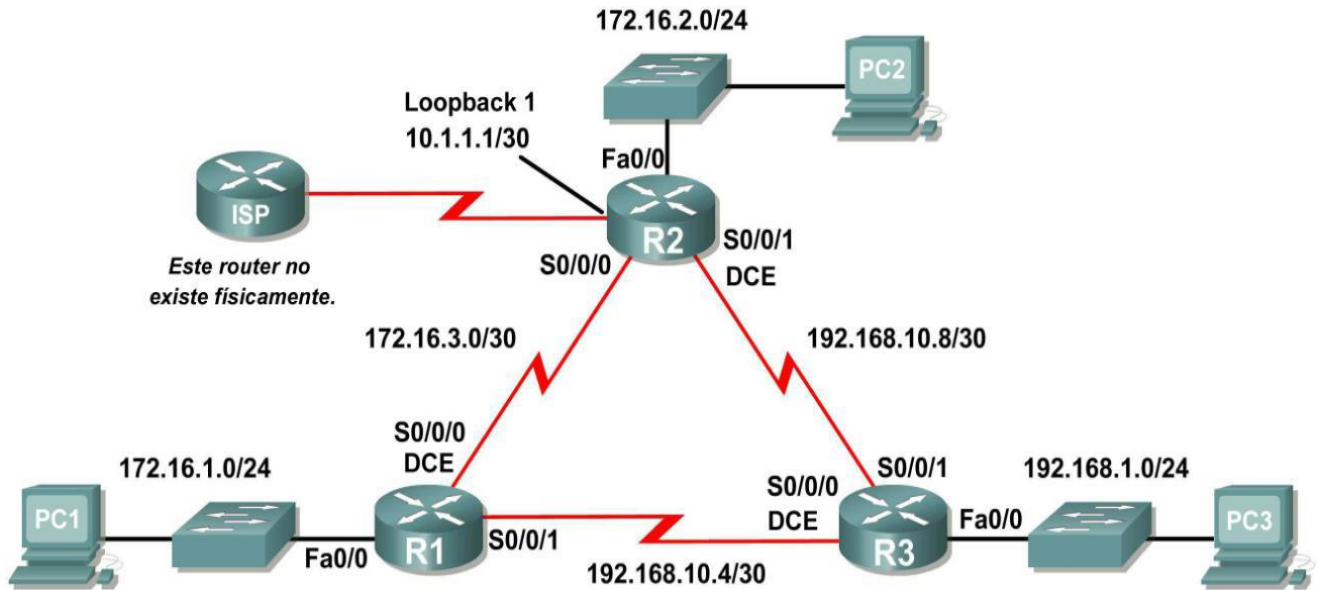 172.16.2.0/24
PC2
Loopback 1
10.1.1.1/30
Fa0/0
ISP
R2
S0/0/1
DCE
S0/0/0
Este router no
existe físicamente.
172.16.3.0/30
192.168.10.8/30
S0/0/0
DCE
172.16.1.0/24
S0/0/1
192.168.1.0/24
S0/0/0
DCE
PC1
Fa0/0
R1
S0/0/1
R3
Fa0/0
PC3
192.168.10.4/30